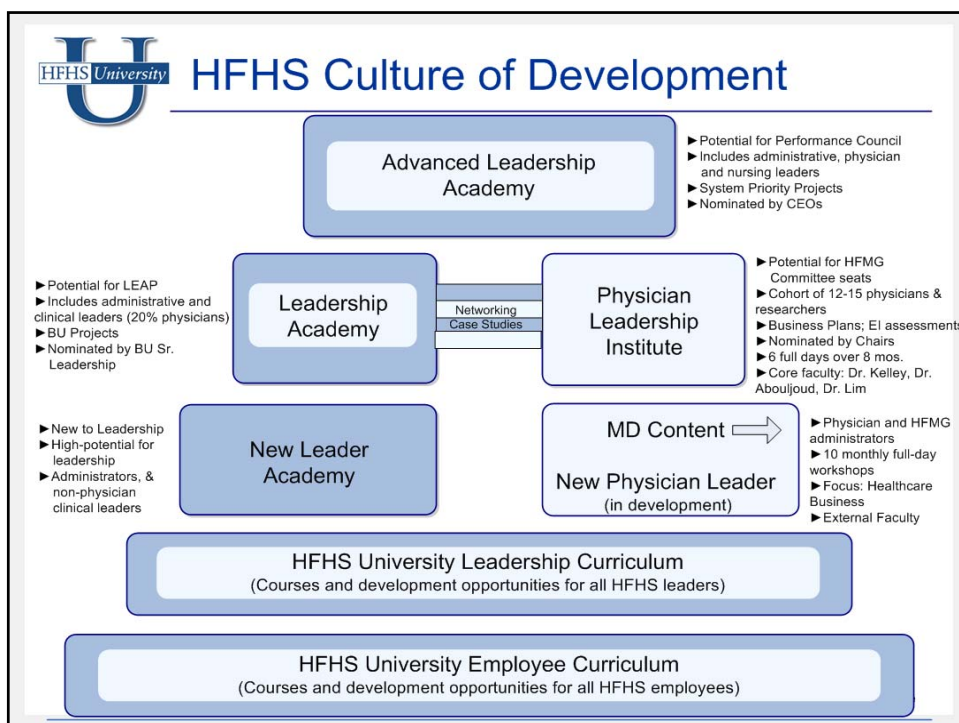 HFHS University
HFHS Culture of Development
Advanced Leadership
Academy
►Potential for Performance Council
►Includes administrative, physician
and nursing leaders
►System Priority Projects
►Nominated by CEOs
►Potential for LEAP
►Includes administrative and
clinical leaders (20% physicians)
►BU Projects
►Nominated by BU Sr.
Leadership
Leadership
Academy
Networking
Case Studies
Physician
Leadership
Institute
►Potential for HFMG
Committee seats
►Cohort of 12-15 physicians &
researchers
►Business Plans; EI assessments
►Nominated by Chairs
►6 full days over 8 mos.
►Core faculty: Dr. Kelley, Dr.
Abouljoud, Dr. Lim
►New to Leadership
►High-potential for
leadership
►Administrators, &
non-physician
clinical leaders
New Leader
Academy
MD Content
New Physician Leader
(in development)
►Physician and HFMG
administrators
►10 monthly full-day
workshops
►Focus: Healthcare
Business
►External Faculty
HFHS University Leadership Curriculum
(Courses and development opportunities for all HFHS leaders)
HFHS University Employee Curriculum
(Courses and development opportunities for all HFHS employees)